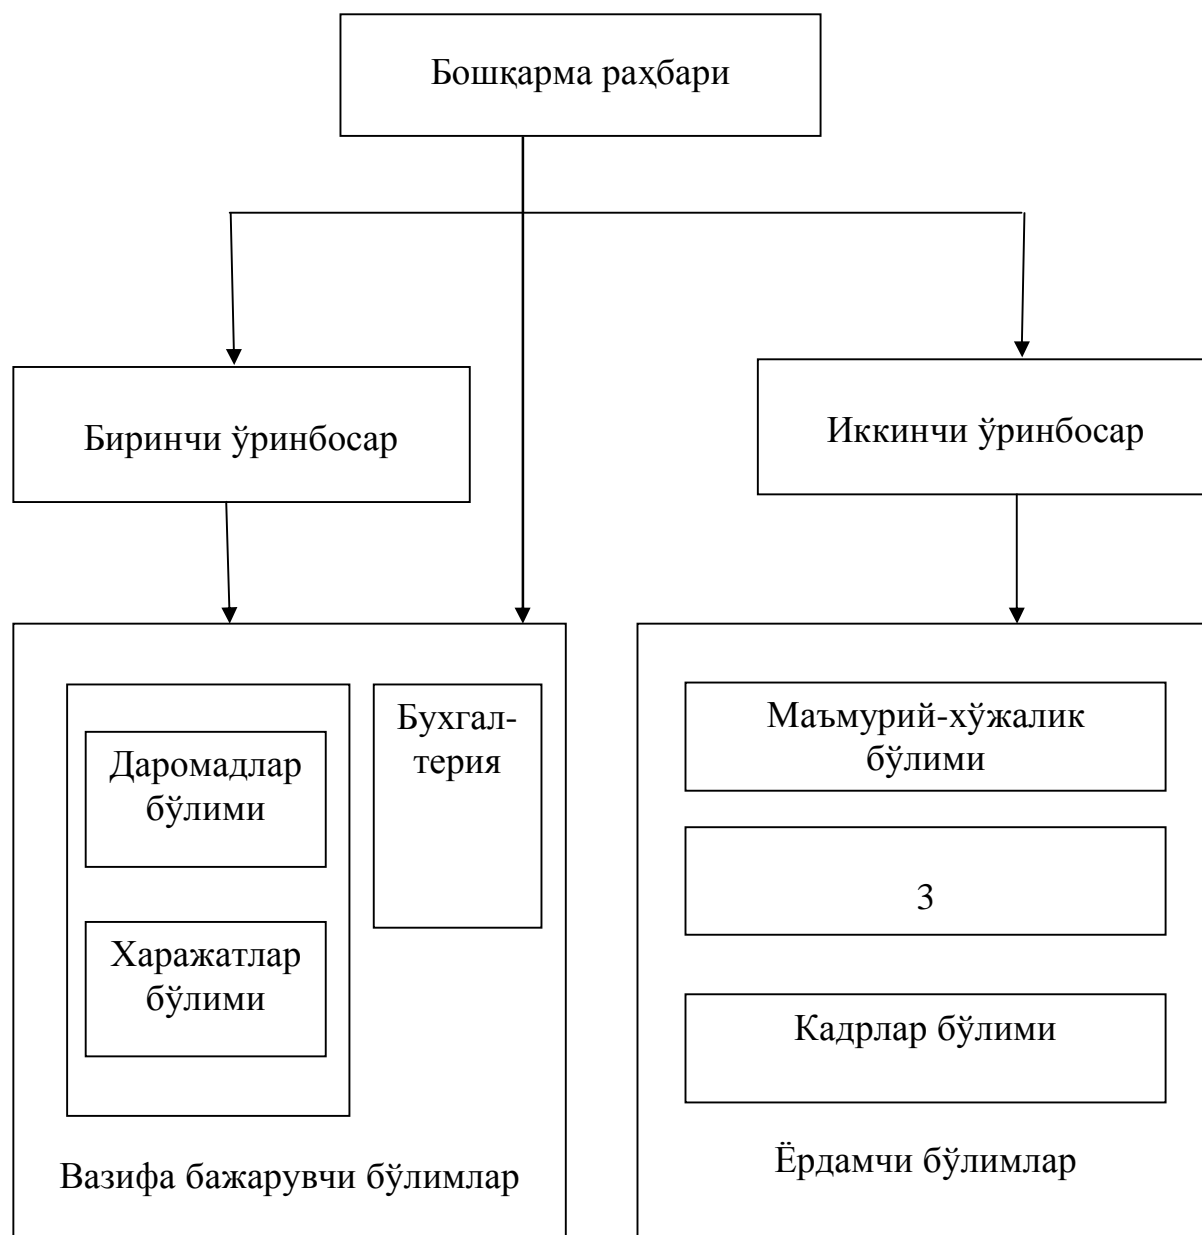 Бошқарма раҳбари
Биринчи ўринбосар
Иккинчи ўринбосар
Даромадлар
бўлими
Харажатлар
бўлими
Бухгал-
терия
Вазифа бажарувчи бўлимлар
Маъмурий-хўжалик
бўлими
3
Кадрлар бўлими
Ёрдамчи бўлимлар